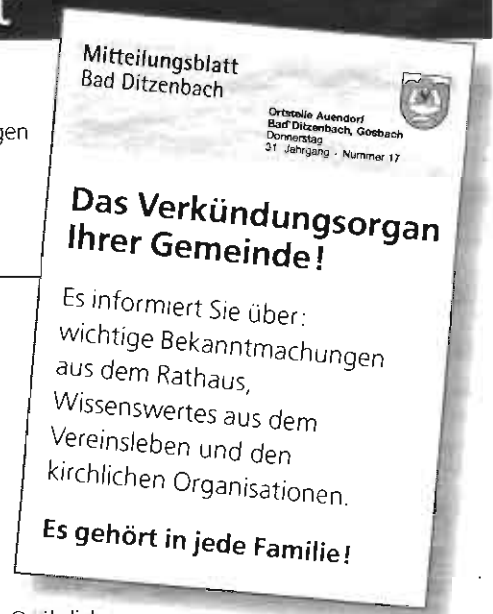 Mitteilungsblatt
Bad Ditzenbach
Ortsteile Auendorf
Bad Ditzenbach, Gosbach
Donnerstag
31 Jahrgang - Nummer 17
Das Verkündungsorgan
Ihrer Gemeinde!
Es informiert Sie über:
wichtige Bekanntmachungen
aus dem Rathaus,
Wissenswertes aus dem
Vereinsleben und den
kirchlichen Organisationen.
Es gehört in jede Familie!